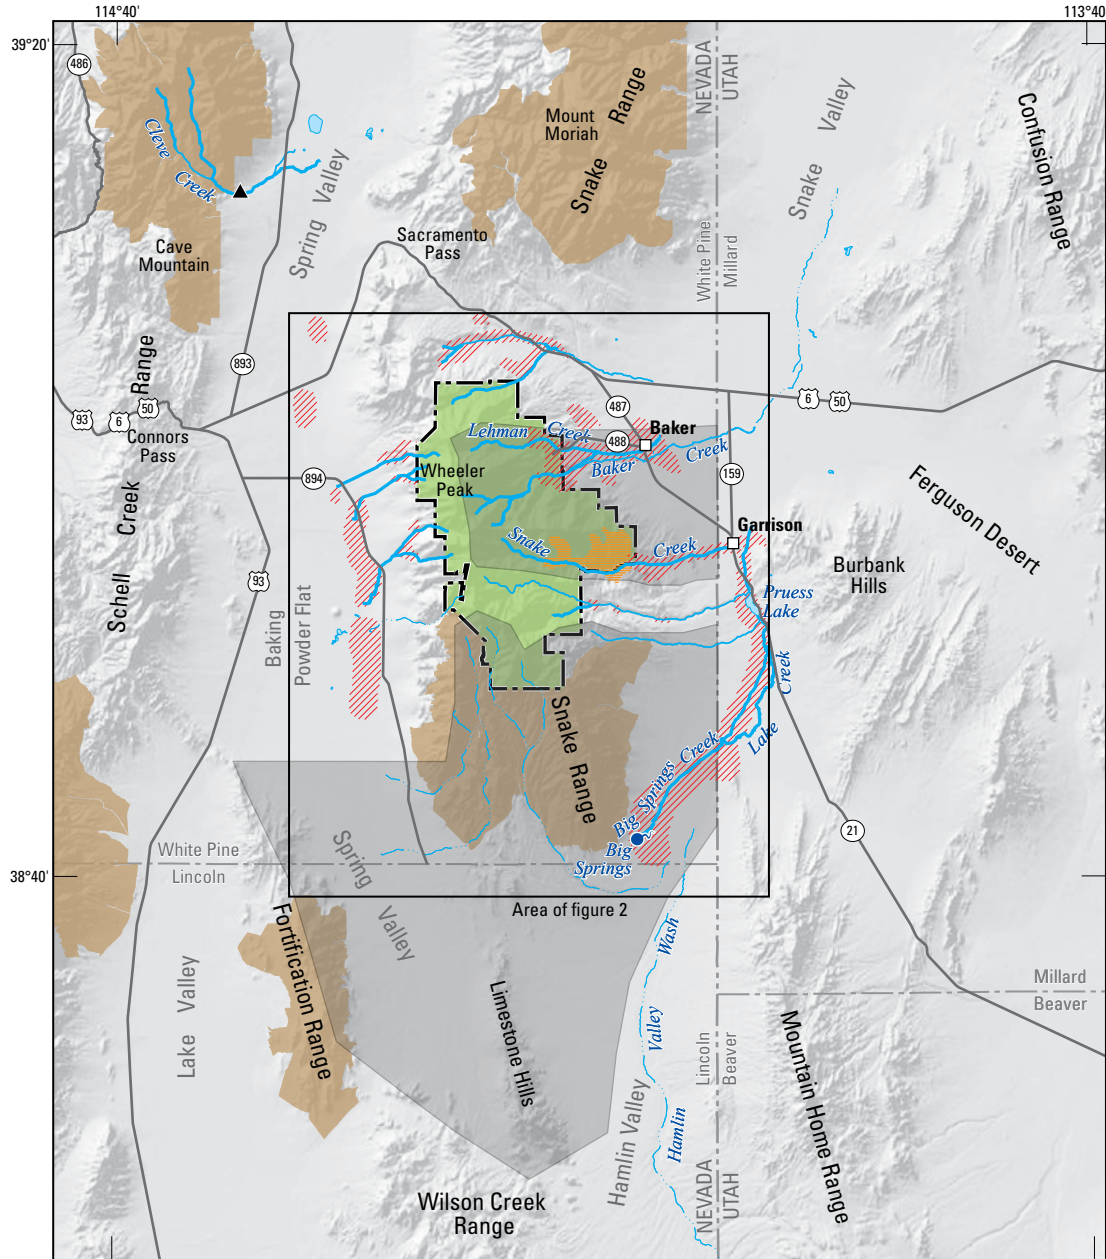 114°40'
113°40'
39°20'
486
Cleve
Creek
Cave
Mountain
Spring Valley
Sacramento
Pass
Mount
Moriah
Snake Range
NEVADA
UTAH
Snake Valley
Confusion Range
White Pine
Millard
893
Schell Creek Range
93
6
50
Connors
Pass
894
93
Baking
Powder Flat
Lehman Creek
487
488
Baker
Baker Creek
6
50
159
Wheeler
Peak
Snake Creek
Garrison
Ferguson Desert
Burbank
Hills
Pruess
Lake
Lake Creek
Snake Range
Big Springs Creek
Big
Springs
21
White Pine
Lincoln
38°40'
Spring Valley
Area of figure 2
Fortification Range
Lake Valley
Limestone Hills
Hamlin Valley Wash
Hamlin Valley
Lincoln
Beaver
Millard
Beaver
Mountain Home Range
Wilson Creek
Range
NEVADA
UTAH